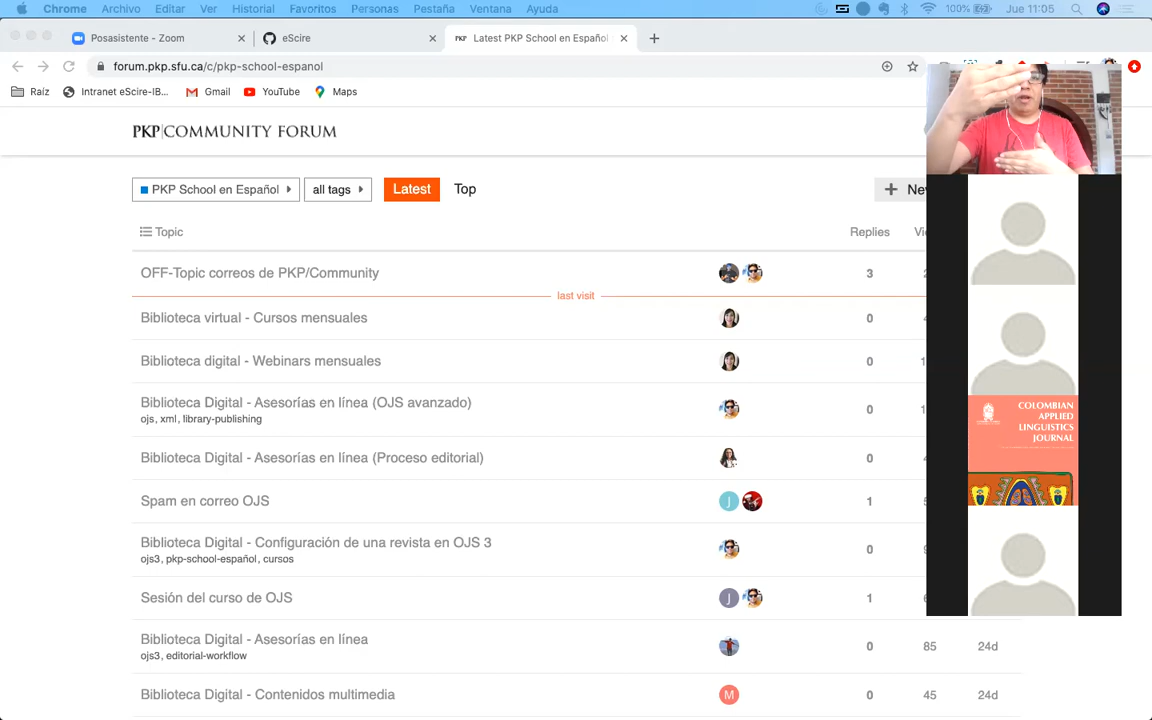 Chrome Archivo Editar Ver Historial Favoritos Personas Pestaña Ventana Ayuda 100% Jue 11:05
Posasistente - Zoom eScire PKP Latest PKP School en Español
forum.pkp.sfu.ca/c/pkp-school-espanol
Raíz Intranet eScire-IB... Gmail YouTube Maps
PKP|COMMUNITY FORUM
PKP School en Español all tags Latest Top
Topic Replies
OFF-Topic correos de PKP/Community 3
last visit
Biblioteca virtual - Cursos mensuales 0
Biblioteca digital - Webinars mensuales 0
Biblioteca Digital - Asesorías en línea (OJS avanzado) 0
ojs, xml, library-publishing
Biblioteca Digital - Asesorías en línea (Proceso editorial) 0
Spam en correo OJS J 1
Biblioteca Digital - Configuración de una revista en OJS 3 0
ojs3, pkp-school-español, cursos
Sesión del curso de OJS J 1
Biblioteca Digital - Asesorías en línea 0 85 24d
ojs3, editorial-workflow
Biblioteca Digital - Contenidos multimedia M 0 45 24d
COLOMBIAN
APPLIED
LINGUISTICS
JOURNAL